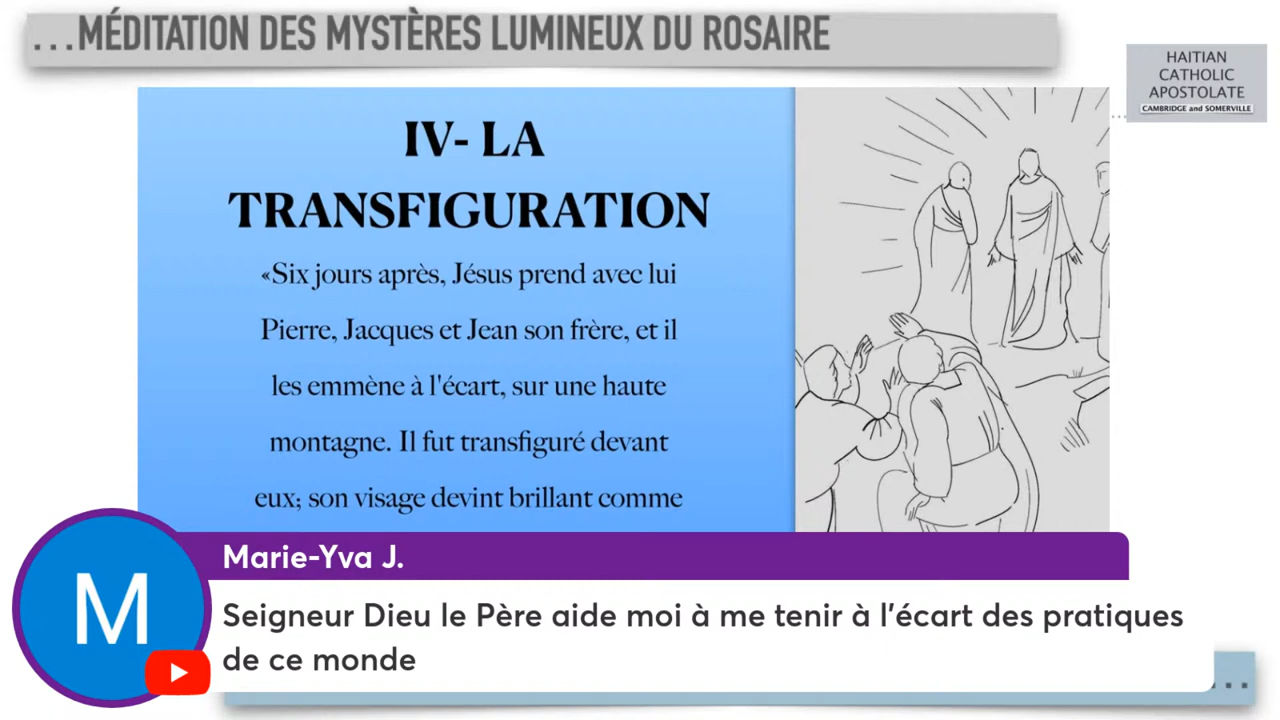 ...MÉDITATION DES MYSTÈRES LUMINEUX DU ROSAIRE
HAITIAN
CATHOLIC
APOSTOLATE
CAMBRIDGE and SOMERVILLE
IV- LA
TRANSFIGURATION
«Six jours après, Jésus prend avec lui
Pierre, Jacques et Jean son frère, et il
les emmène à l'écart, sur une haute
montagne. Il fut transfiguré devant
eux; son visage devint brillant comme
M
Marie-Yva J.
Seigneur Dieu le Père aide moi à me tenir à l'écart des pratiques
de ce monde